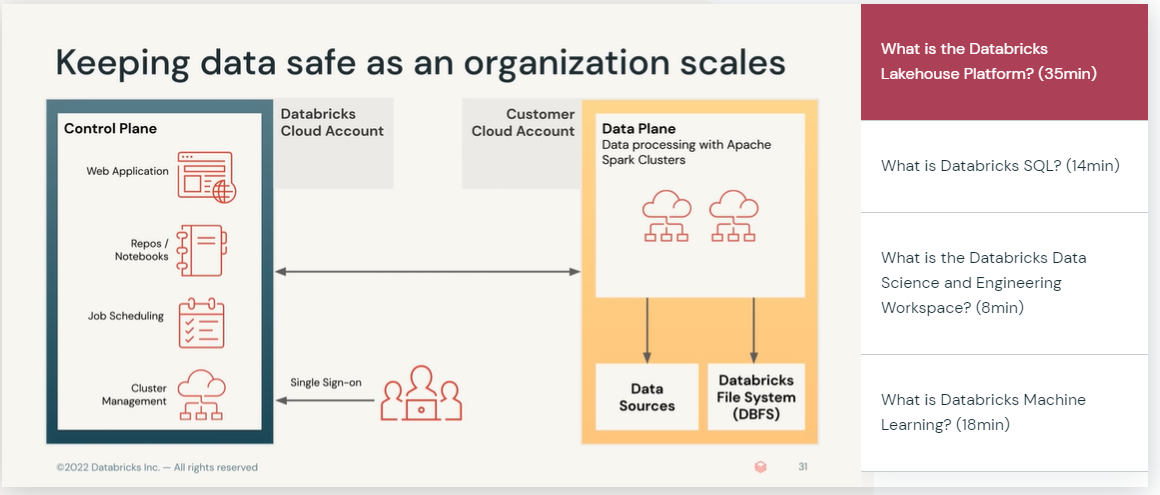 Keeping data safe as an organization scales
Control Plane
Web Application
Repos /
Notebooks
Job Scheduling
Cluster
Management
Databricks
Cloud Account
Customer
Cloud Account
Single Sign-on
Data Plane
Data processing with Apache
Spark Clusters
Data
Sources
Databricks
File System
(DBFS)
©2022 Databricks Inc. — All rights reserved
31
What is the Databricks
Lakehouse Platform? (35min)
What is Databricks SQL? (14min)
What is the Databricks Data
Science and Engineering
Workspace? (8min)
What is Databricks Machine
Learning? (18min)